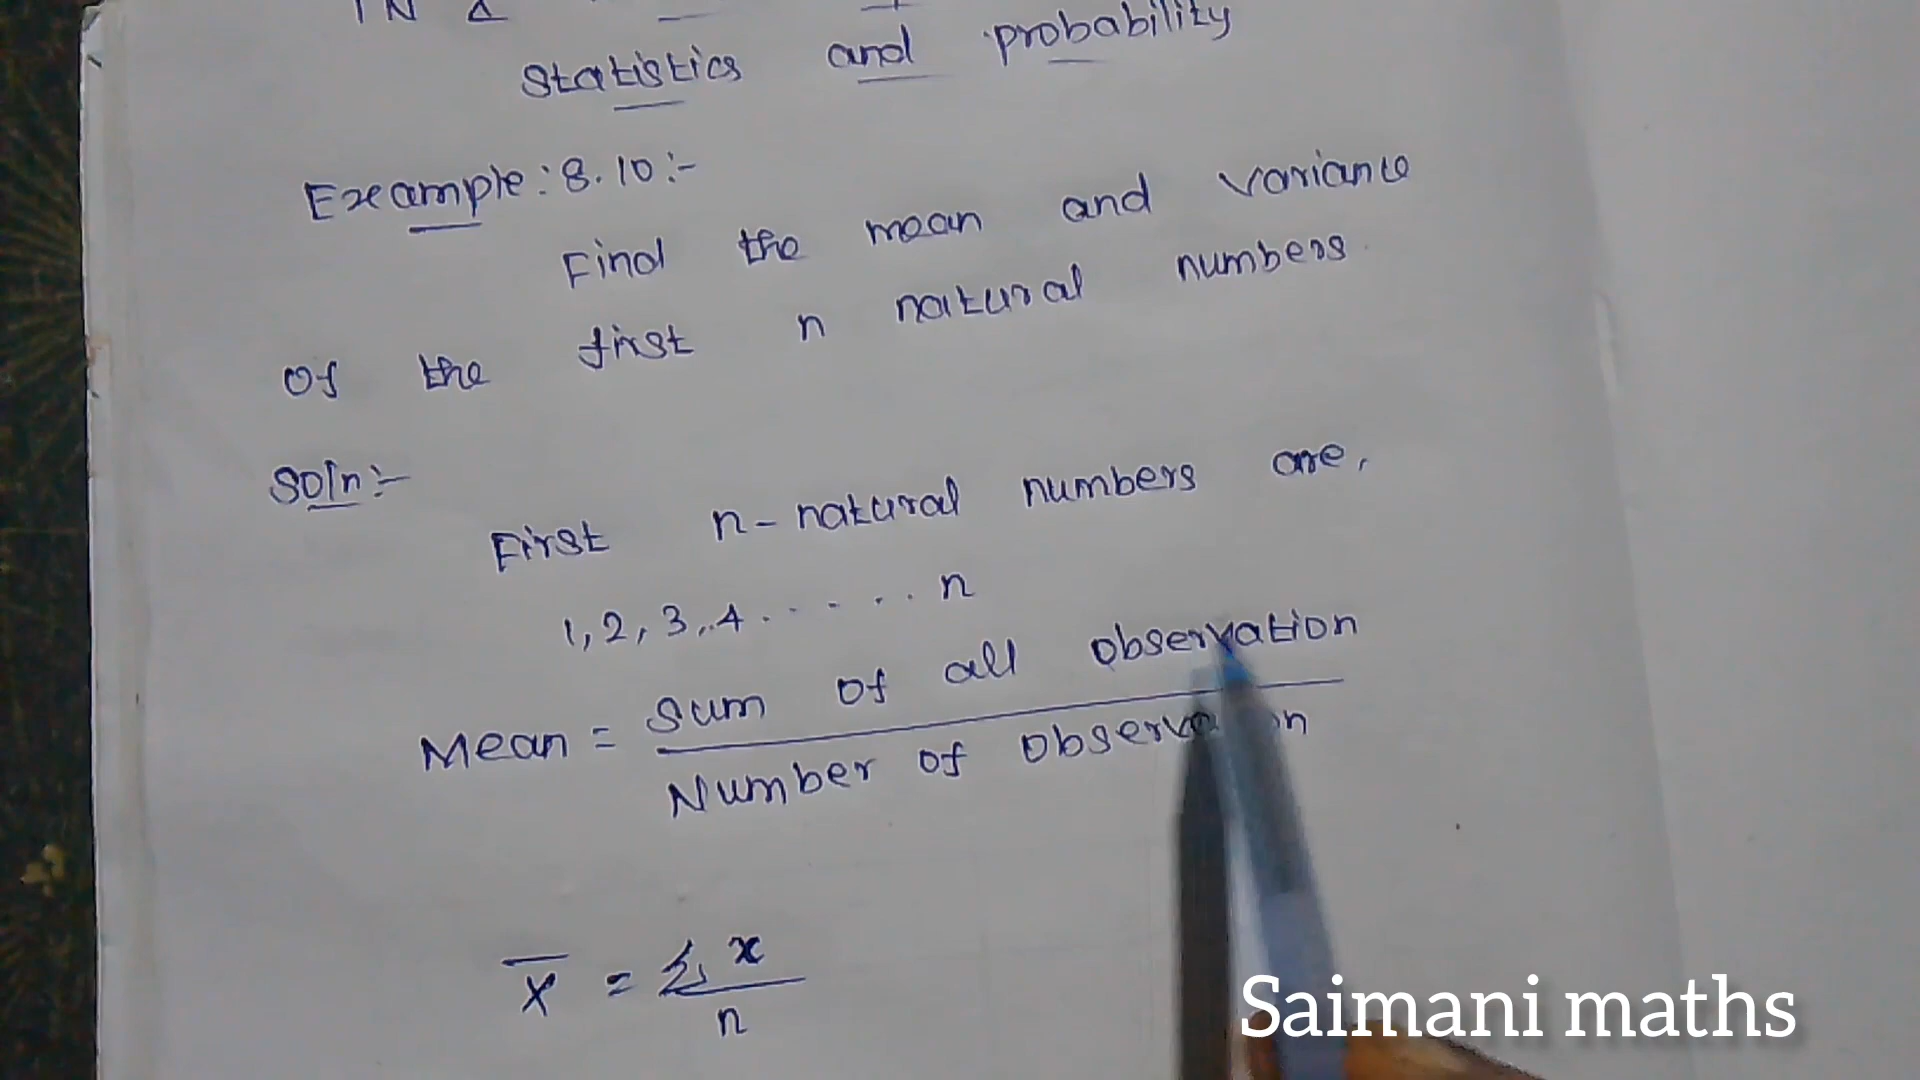 Statistics and probability
Example: 8.10:-
Find the mean and variance
of the first n natural numbers.
Soln:-
First n-natural numbers are,
1, 2, 3, 4. . . . . . n
Mean = Sum of all observation
Number of observation
X̅ = Σx
n
Saimani maths